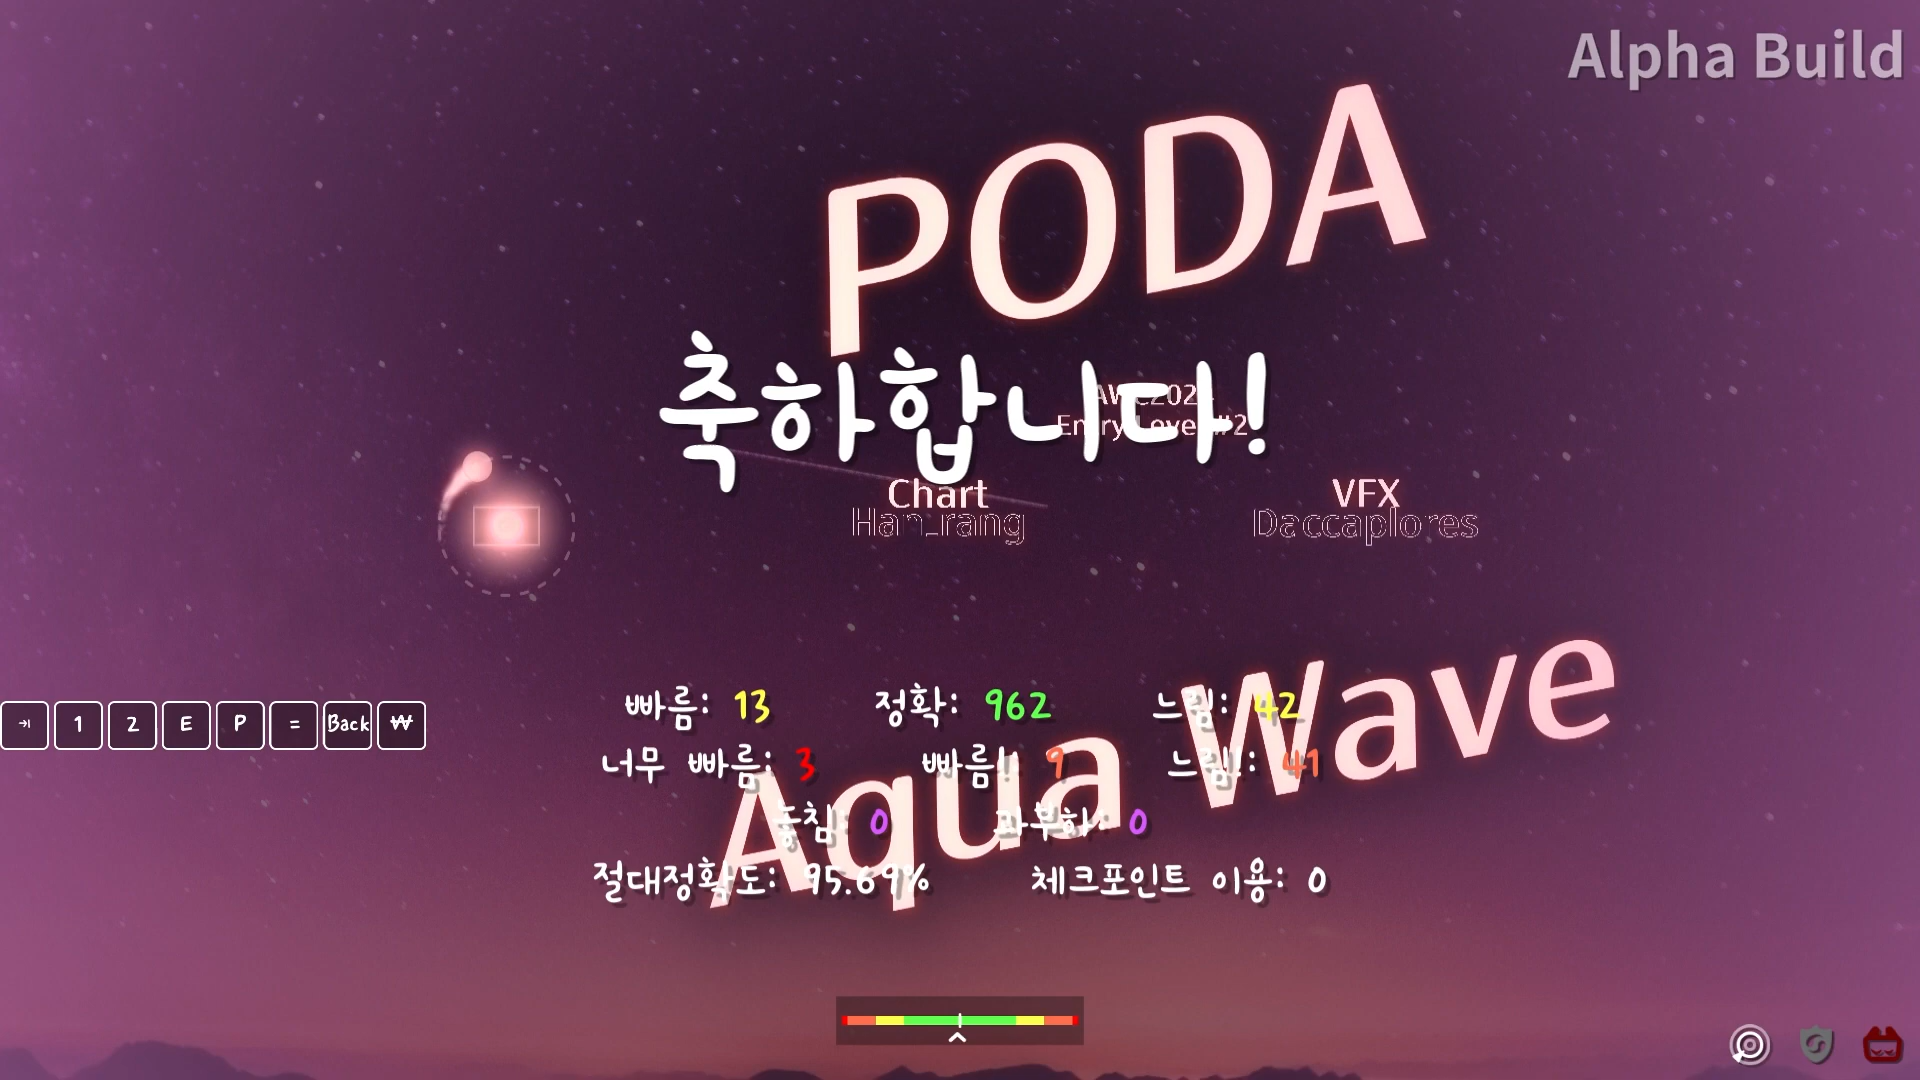 Alpha Build
PODA
축하합니다!
Chart
VFX
Han_rang
Daccaplores
→| 1 2 E P = Back ₩
빠름: 13 정확: 962 느림: 42
너무 빠름: 3 빠름!!: 9 느림!: 41
놓침: 0 과부하: 0
절대정확도: 95.69% 체크포인트 이용: 0
Aqua Wave